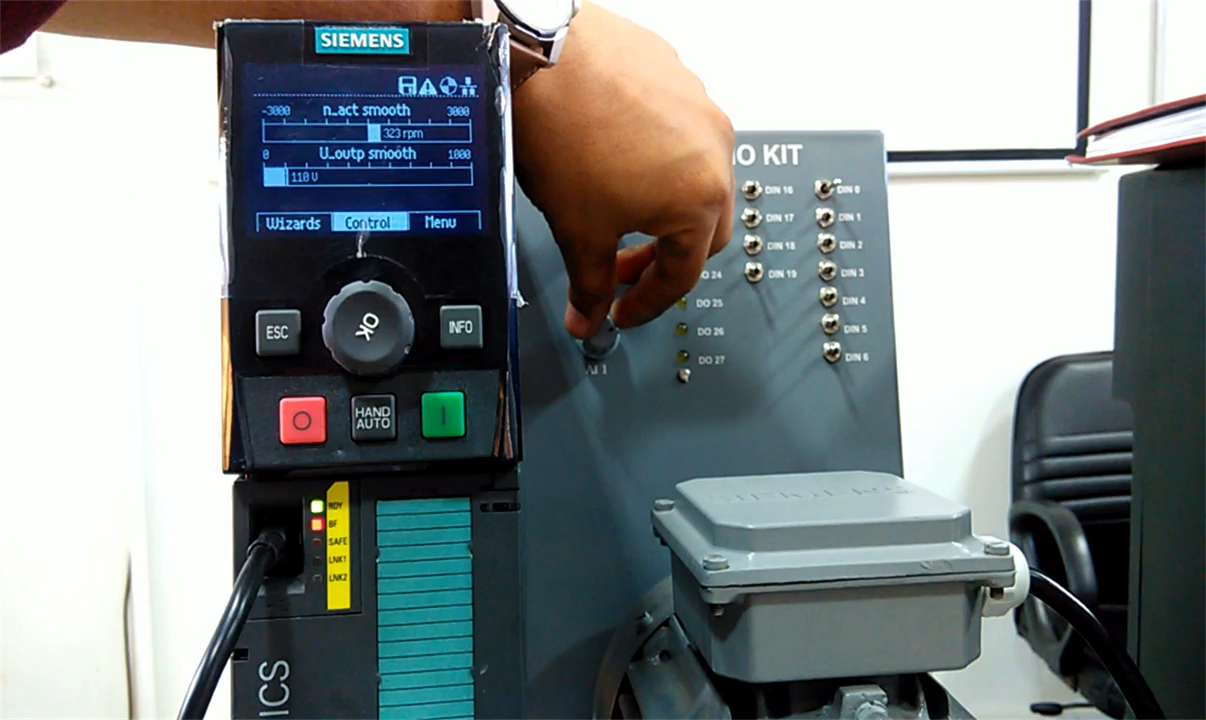 SIEMENS
-3000 n_act smooth 3000
323 rpm
0 U_outp smooth 1000
110 V
Wizards Control Menu
ESC OK INFO
HAND
AUTO
RDY
BF
SAFE
LNK1
LNK2
ICS
IO KIT
DIN 16 DIN 0
DIN 17 DIN 1
DIN 18 DIN 2
DIN 19 DIN 3
DIN 4
DIN 5
DIN 6
DO 24
DO 25
DO 26
DO 27
AI 1